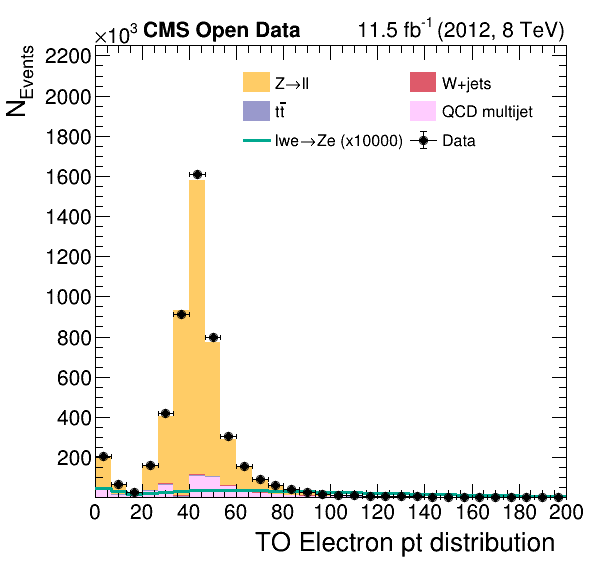 ×10³ CMS Open Data 11.5 fb⁻¹ (2012, 8 TeV)
N_Events
2200
2000
1800
1600
1400
1200
1000
800
600
400
200
Z→ll W+jets
tt̄ QCD multijet
lwe→Ze (x10000) Data
0 20 40 60 80 100 120 140 160 180 200
TO Electron pt distribution